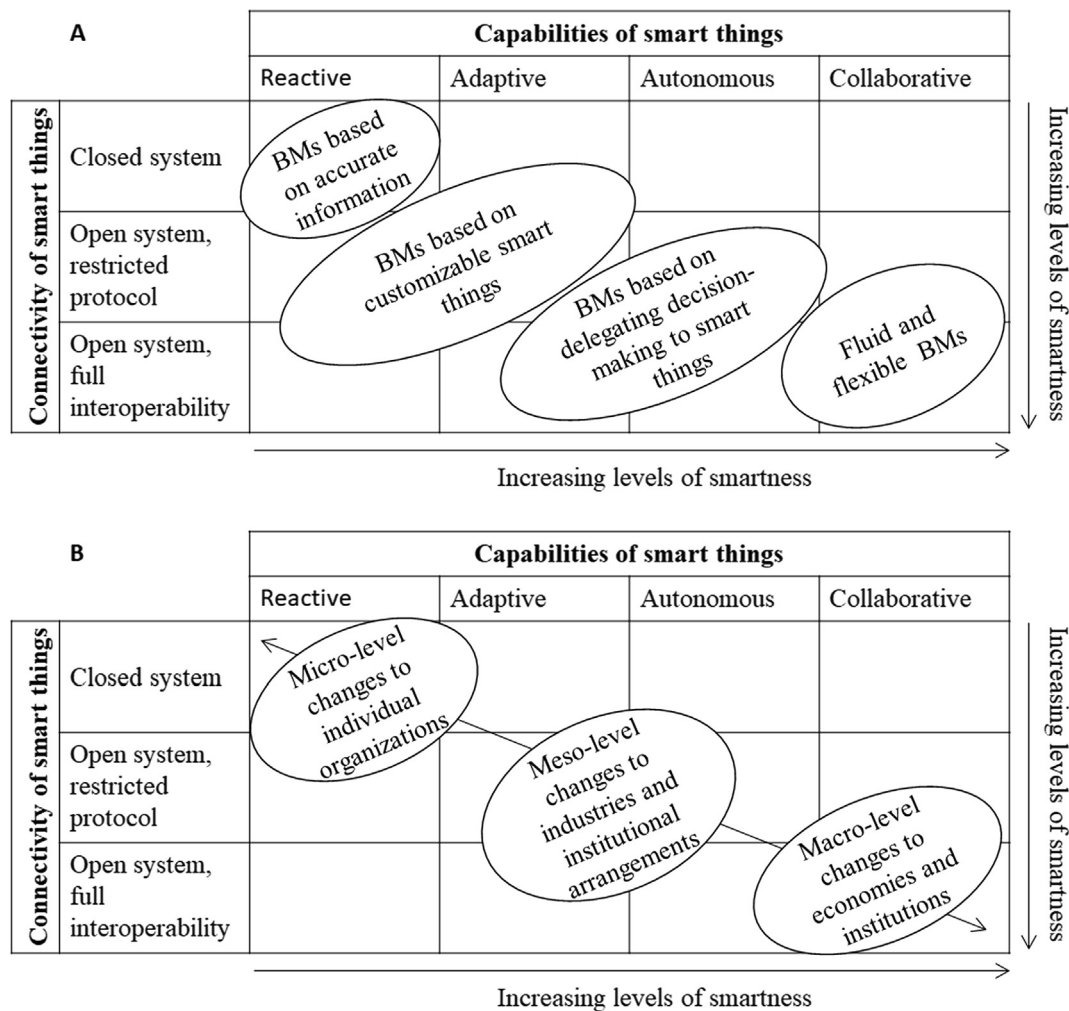 A
Capabilities of smart things
Reactive
Adaptive
Autonomous
Collaborative
Connectivity of smart things
Closed system
Open system,
restricted
protocol
Open system,
full
interoperability
BMs based
on accurate
information
BMs based on
customizable smart
things
BMs based on
delegating decision-
making to smart
things
Fluid and
flexible BMs
Increasing levels of smartness
Increasing levels of smartness
B
Capabilities of smart things
Reactive
Adaptive
Autonomous
Collaborative
Connectivity of smart things
Closed system
Open system,
restricted
protocol
Open system,
full
interoperability
Micro-level
changes to
individual
organizations
Meso-level
changes to
industries and
institutional
arrangements
Macro-level
changes to
economies and
institutions
Increasing levels of smartness
Increasing levels of smartness